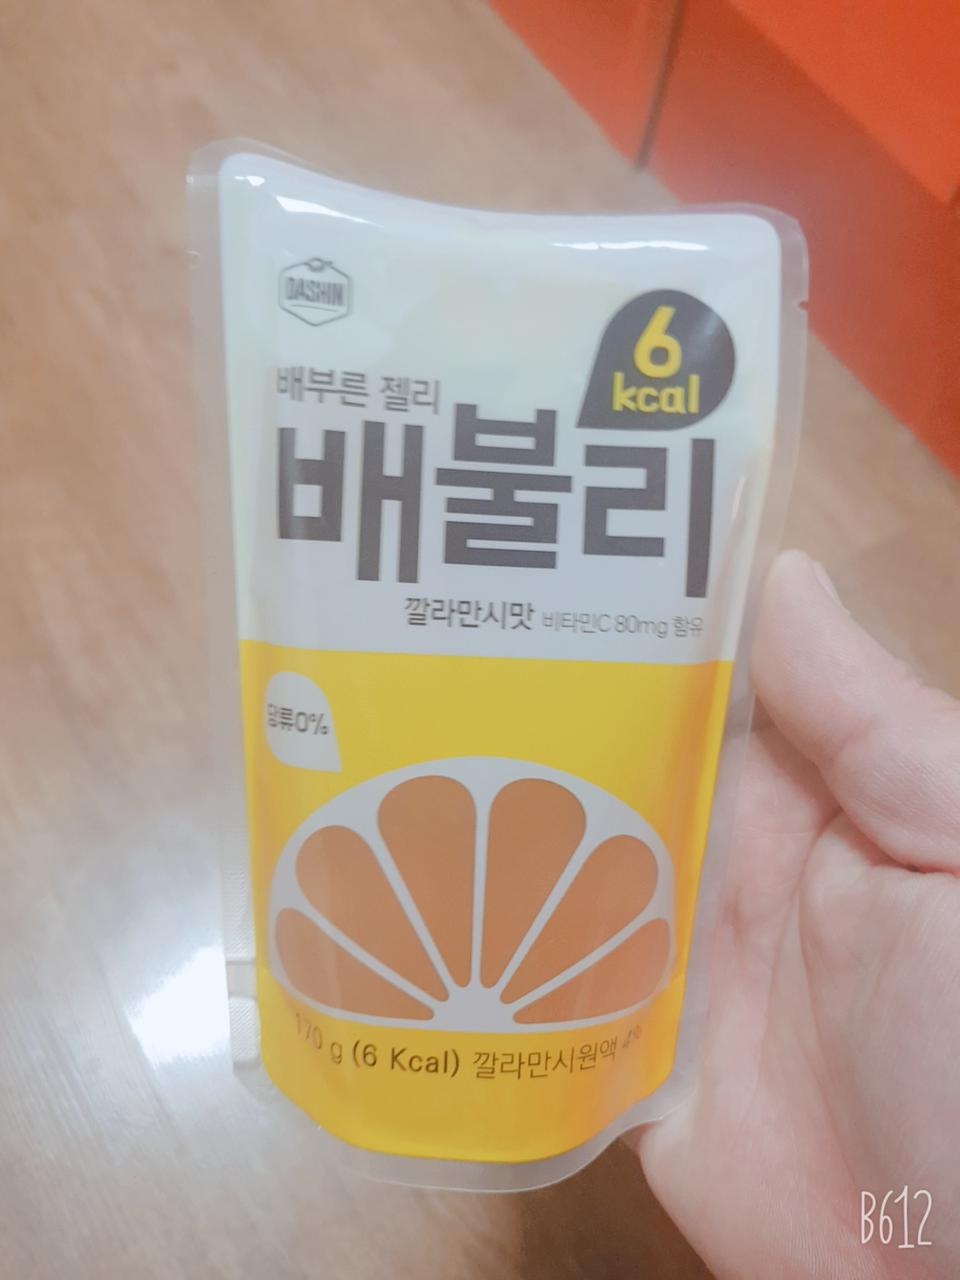 DASHIN
6
kcal
배부른 젤리
배불리
깔라만시맛 비타민C 80mg 함유
당류0%
170 g (6 Kcal) 깔라만시원액 4%
B612